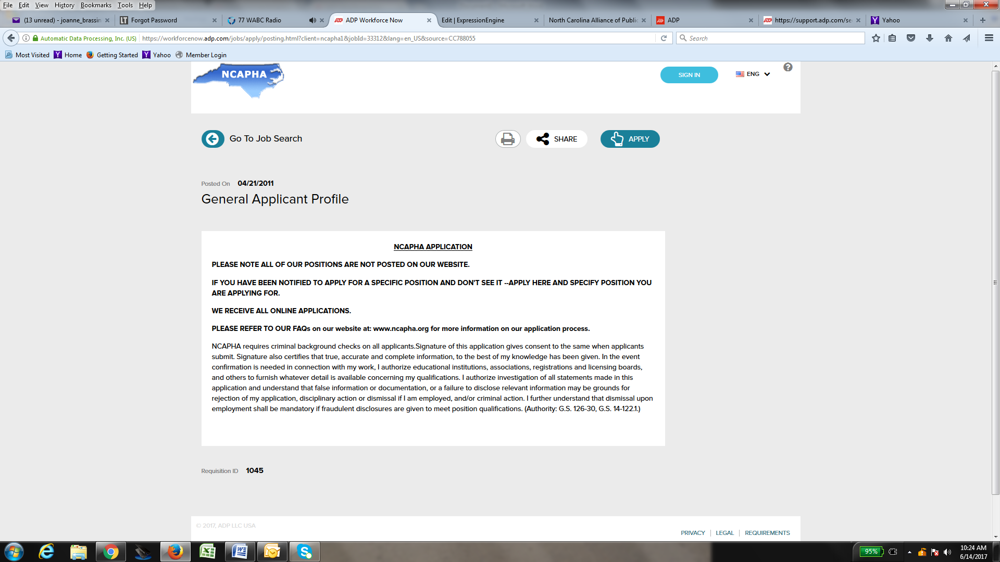 File Edit View History Bookmarks Tools Help
(13 unread) - joanne_brassin
Forgot Password
77 WABC Radio
ADP Workforce Now
Edit | ExpressionEngine
North Carolina Alliance of Public
ADP
https://support.adp.com/se
Yahoo
Automatic Data Processing, Inc. (US)
https://workforcenow.adp.com/jobs/apply/posting.html?client=ncapha1&jobId=33312&lang=en_US&source=CC788055
Search
Most Visited Home Getting Started Yahoo Member Login
NCAPHA
SIGN IN
ENG
?
Go To Job Search
SHARE
APPLY
Posted On 04/21/2011
General Applicant Profile
NCAPHA APPLICATION
PLEASE NOTE ALL OF OUR POSITIONS ARE NOT POSTED ON OUR WEBSITE.
IF YOU HAVE BEEN NOTIFIED TO APPLY FOR A SPECIFIC POSITION AND DON'T SEE IT --APPLY HERE AND SPECIFY POSITION YOU
ARE APPLYING FOR.
WE RECEIVE ALL ONLINE APPLICATIONS.
PLEASE REFER TO OUR FAQs on our website at: www.ncapha.org for more information on our application process.
NCAPHA requires criminal background checks on all applicants.Signature of this application gives consent to the same when applicants
submit. Signature also certifies that true, accurate and complete information, to the best of my knowledge has been given. In the event
confirmation is needed in connection with my work, I authorize educational institutions, associations, registrations and licensing boards,
and others to furnish whatever detail is available concerning my qualifications. I authorize investigation of all statements made in this
application and understand that false information or documentation, or a failure to disclose relevant information may be grounds for
rejection of my application, disciplinary action or dismissal if I am employed, and/or criminal action. I further understand that dismissal upon
employment shall be mandatory if fraudulent disclosures are given to meet position qualifications. (Authority: G.S. 126-30, G.S. 14-122.1.)
Requisition ID 1045
© 2017, ADP LLC USA
PRIVACY | LEGAL | REQUIREMENTS
95%
10:24 AM
6/14/2017